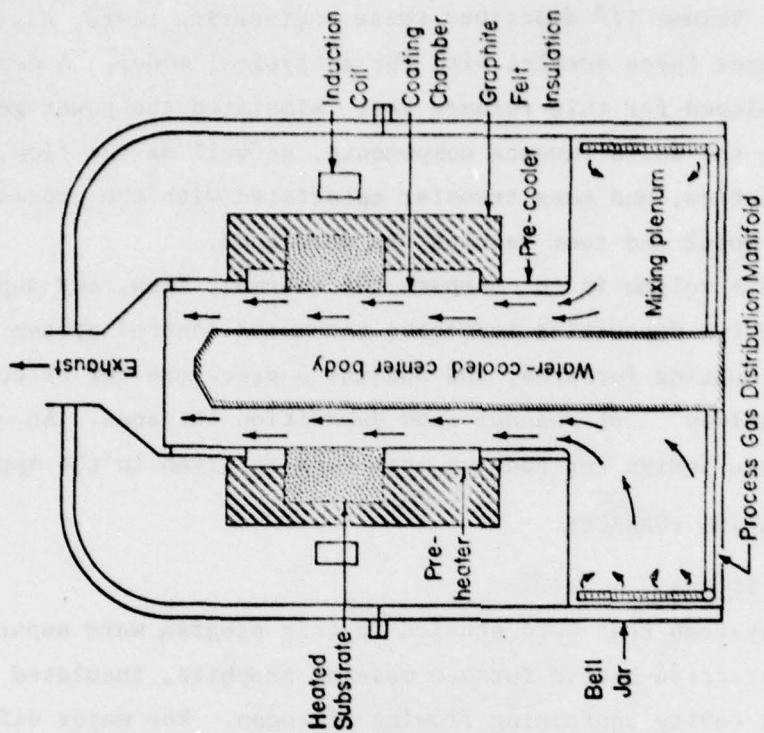 Exhaust
Induction
Coil
Coating
Chamber
Graphite
Felt
Insulation
Pre-cooler
Water-cooled center body
Mixing plenum
Heated
Substrate
Pre-
heater
Bell
Jar
Process Gas Distribution Manifold